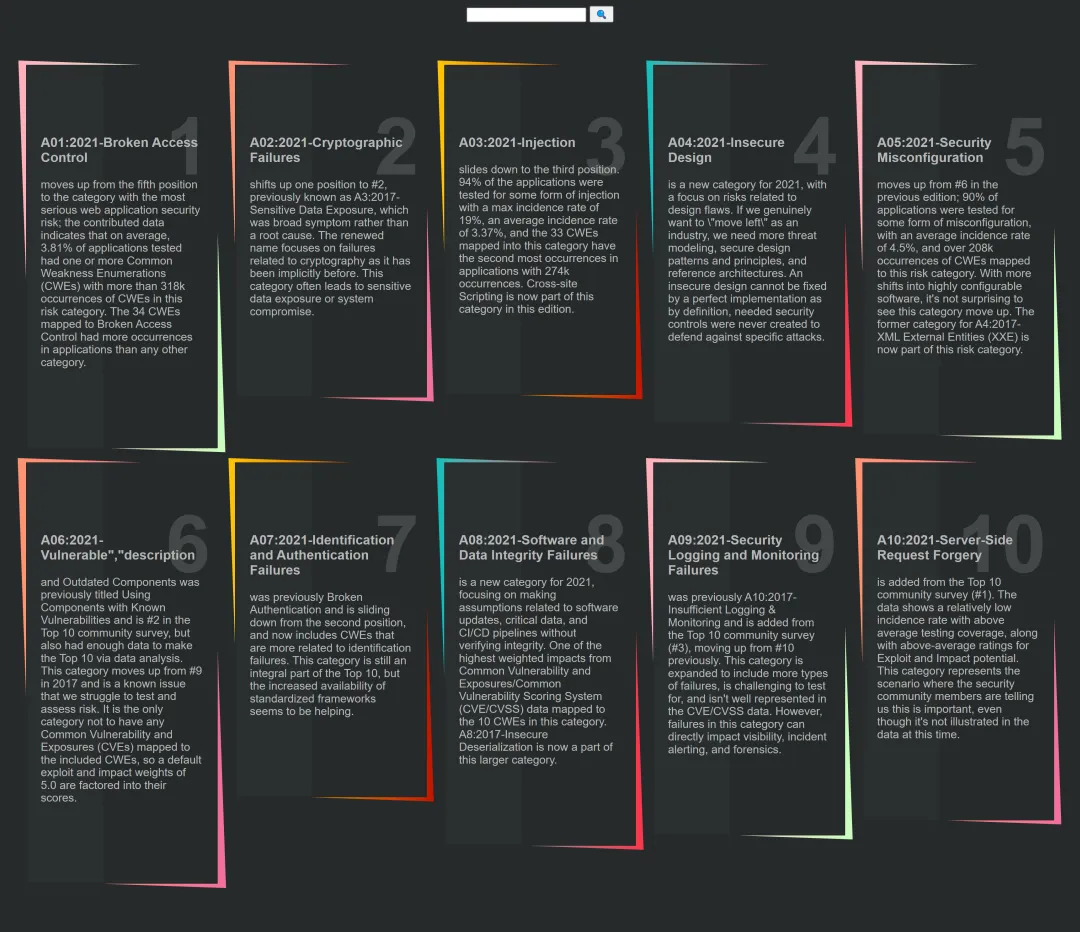 1
A01:2021-Broken Access
Control
moves up from the fifth position
to the category with the most
serious web application security
risk; the contributed data
indicates that on average,
3.81% of applications tested
had one or more Common
Weakness Enumerations
(CWEs) with more than 318k
occurrences of CWEs in this
risk category. The 34 CWEs
mapped to Broken Access
Control had more occurrences
in applications than any other
category.
2
A02:2021-Cryptographic
Failures
shifts up one position to #2,
previously known as A3:2017-
Sensitive Data Exposure, which
was broad symptom rather than
a root cause. The renewed
name focuses on failures
related to cryptography as it has
been implicitly before. This
category often leads to sensitive
data exposure or system
compromise.
3
A03:2021-Injection
slides down to the third position.
94% of the applications were
tested for some form of injection
with a max incidence rate of
19%, an average incidence rate
of 3.37%, and the 33 CWEs
mapped into this category have
the second most occurrences in
applications with 274k
occurrences. Cross-site
Scripting is now part of this
category in this edition.
4
A04:2021-Insecure
Design
is a new category for 2021, with
a focus on risks related to
design flaws. If we genuinely
want to \"move left\" as an
industry, we need more threat
modeling, secure design
patterns and principles, and
reference architectures. An
insecure design cannot be fixed
by a perfect implementation as
by definition, needed security
controls were never created to
defend against specific attacks.
5
A05:2021-Security
Misconfiguration
moves up from #6 in the
previous edition; 90% of
applications were tested for
some form of misconfiguration,
with an average incidence rate
of 4.5%, and over 208k
occurrences of CWEs mapped
to this risk category. With more
shifts into highly configurable
software, it's not surprising to
see this category move up. The
former category for A4:2017-
XML External Entities (XXE) is
now part of this risk category.
6
A06:2021-
Vulnerable","description
and Outdated Components was
previously titled Using
Components with Known
Vulnerabilities and is #2 in the
Top 10 community survey, but
also had enough data to make
the Top 10 via data analysis.
This category moves up from #9
in 2017 and is a known issue
that we struggle to test and
assess risk. It is the only
category not to have any
Common Vulnerability and
Exposures (CVEs) mapped to
the included CWEs, so a default
exploit and impact weights of
5.0 are factored into their
scores.
7
A07:2021-Identification
and Authentication
Failures
was previously Broken
Authentication and is sliding
down from the second position,
and now includes CWEs that
are more related to identification
failures. This category is still an
integral part of the Top 10, but
the increased availability of
standardized frameworks
seems to be helping.
8
A08:2021-Software and
Data Integrity Failures
is a new category for 2021,
focusing on making
assumptions related to software
updates, critical data, and
CI/CD pipelines without
verifying integrity. One of the
highest weighted impacts from
Common Vulnerability and
Exposures/Common
Vulnerability Scoring System
(CVE/CVSS) data mapped to
the 10 CWEs in this category.
A8:2017-Insecure
Deserialization is now a part of
this larger category.
9
A09:2021-Security
Logging and Monitoring
Failures
was previously A10:2017-
Insufficient Logging &
Monitoring and is added from
the Top 10 community survey
(#3), moving up from #10
previously. This category is
expanded to include more types
of failures, is challenging to test
for, and isn't well represented in
the CVE/CVSS data. However,
failures in this category can
directly impact visibility, incident
alerting, and forensics.
10
A10:2021-Server-Side
Request Forgery
is added from the Top 10
community survey (#1). The
data shows a relatively low
incidence rate with above
average testing coverage, along
with above-average ratings for
Exploit and Impact potential.
This category represents the
scenario where the security
community members are telling
us this is important, even
though it's not illustrated in the
data at this time.